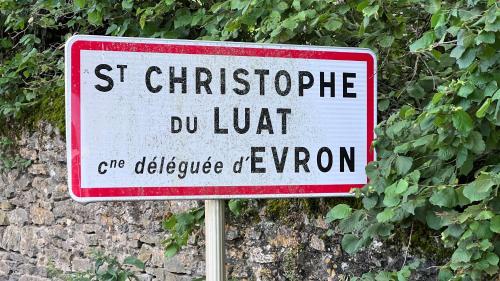 ST CHRISTOPHE
DU LUAT
cne déléguée d'EVRON